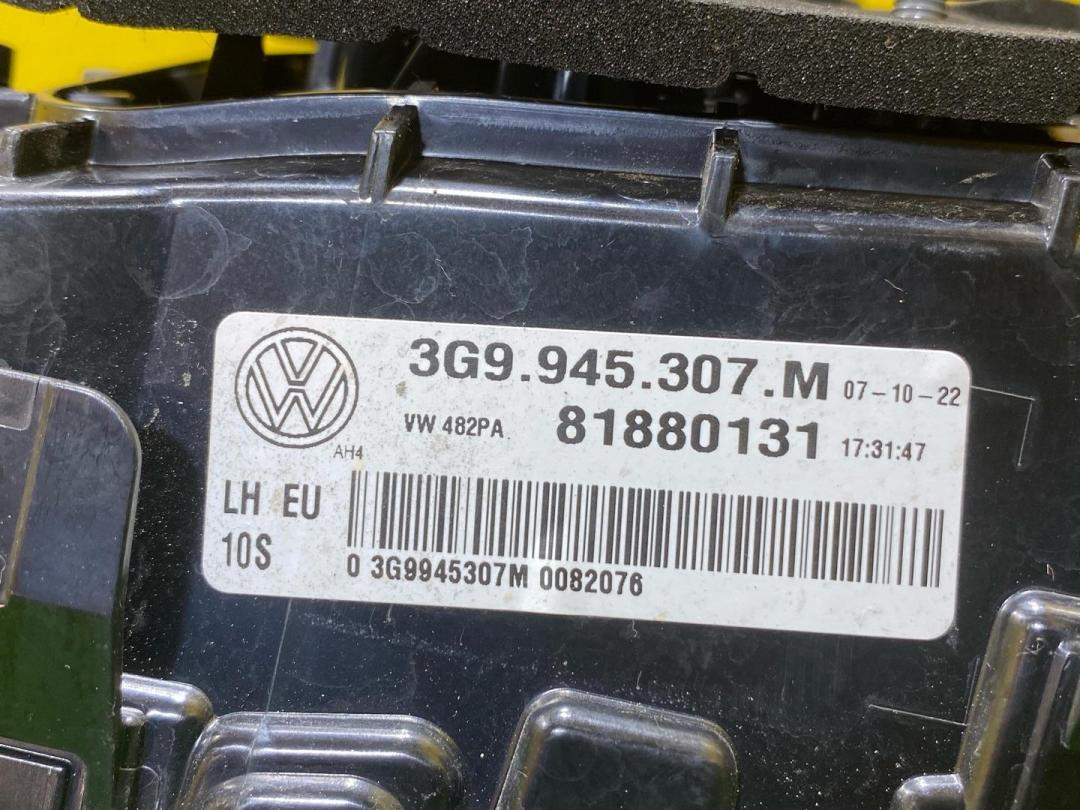 3G9.945.307.M 07-10-22
VW 482PA 81880131 17:31:47
AH4
LH EU
10S
0 3G9945307M 0082076